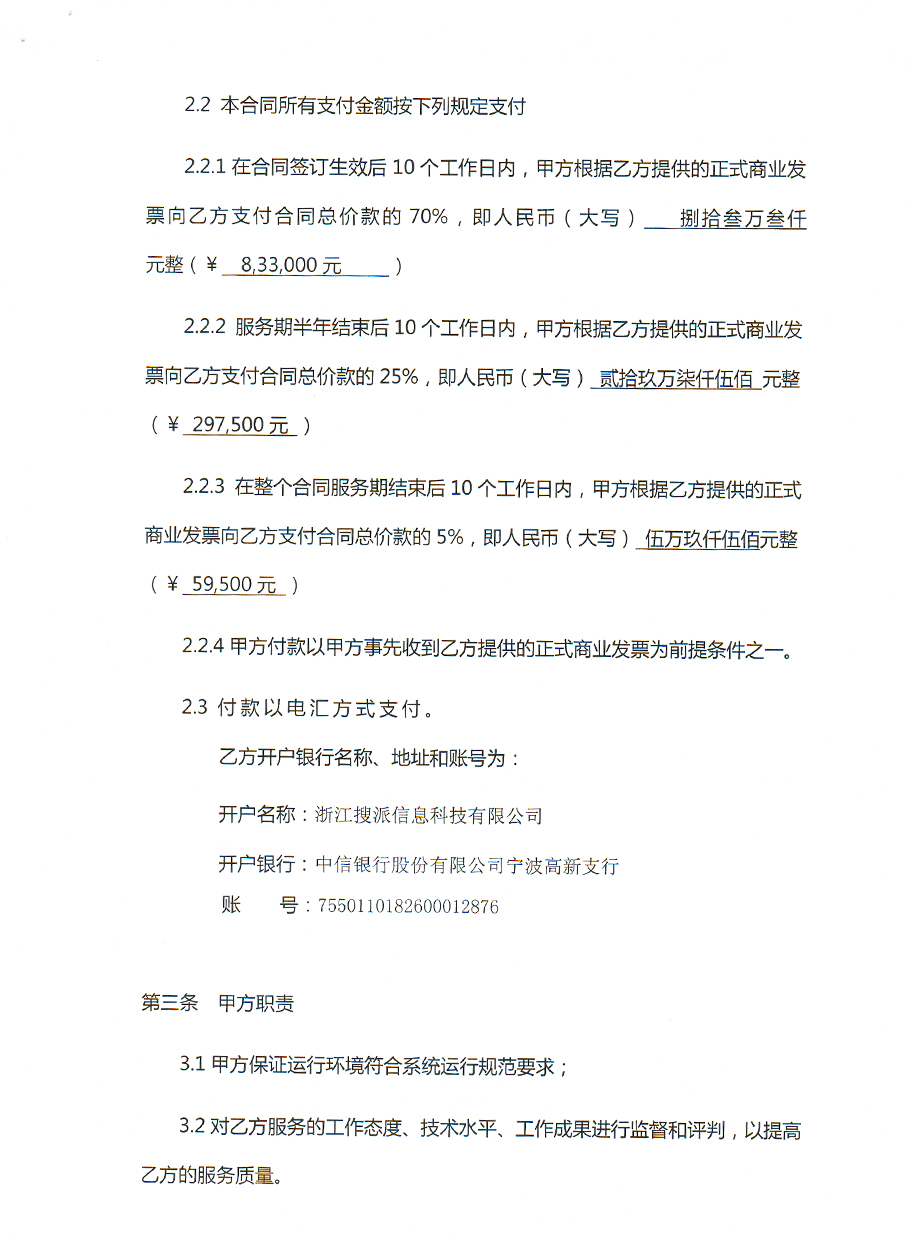 2.2 本合同所有支付金额按下列规定支付
2.2.1 在合同签订生效后 10 个工作日内，甲方根据乙方提供的正式商业发
票向乙方支付合同总价款的 70%，即人民币（大写） 捌拾叁万叁仟
元整（¥ 8,33,000 元 ）
2.2.2 服务期半年结束后 10 个工作日内，甲方根据乙方提供的正式商业发
票向乙方支付合同总价款的 25%，即人民币（大写） 贰拾玖万柒仟伍佰 元整
（¥ 297,500 元 ）
2.2.3 在整个合同服务期结束后 10 个工作日内，甲方根据乙方提供的正式
商业发票向乙方支付合同总价款的 5%，即人民币（大写） 伍万玖仟伍佰元整
（¥ 59,500 元 ）
2.2.4 甲方付款以甲方事先收到乙方提供的正式商业发票为前提条件之一。
2.3 付款以电汇方式支付。
乙方开户银行名称、地址和账号为：
开户名称：浙江搜派信息科技有限公司
开户银行：中信银行股份有限公司宁波高新支行
账 号：7550110182600012876
第三条 甲方职责
3.1 甲方保证运行环境符合系统运行规范要求；
3.2 对乙方服务的工作态度、技术水平、工作成果进行监督和评判，以提高
乙方的服务质量。